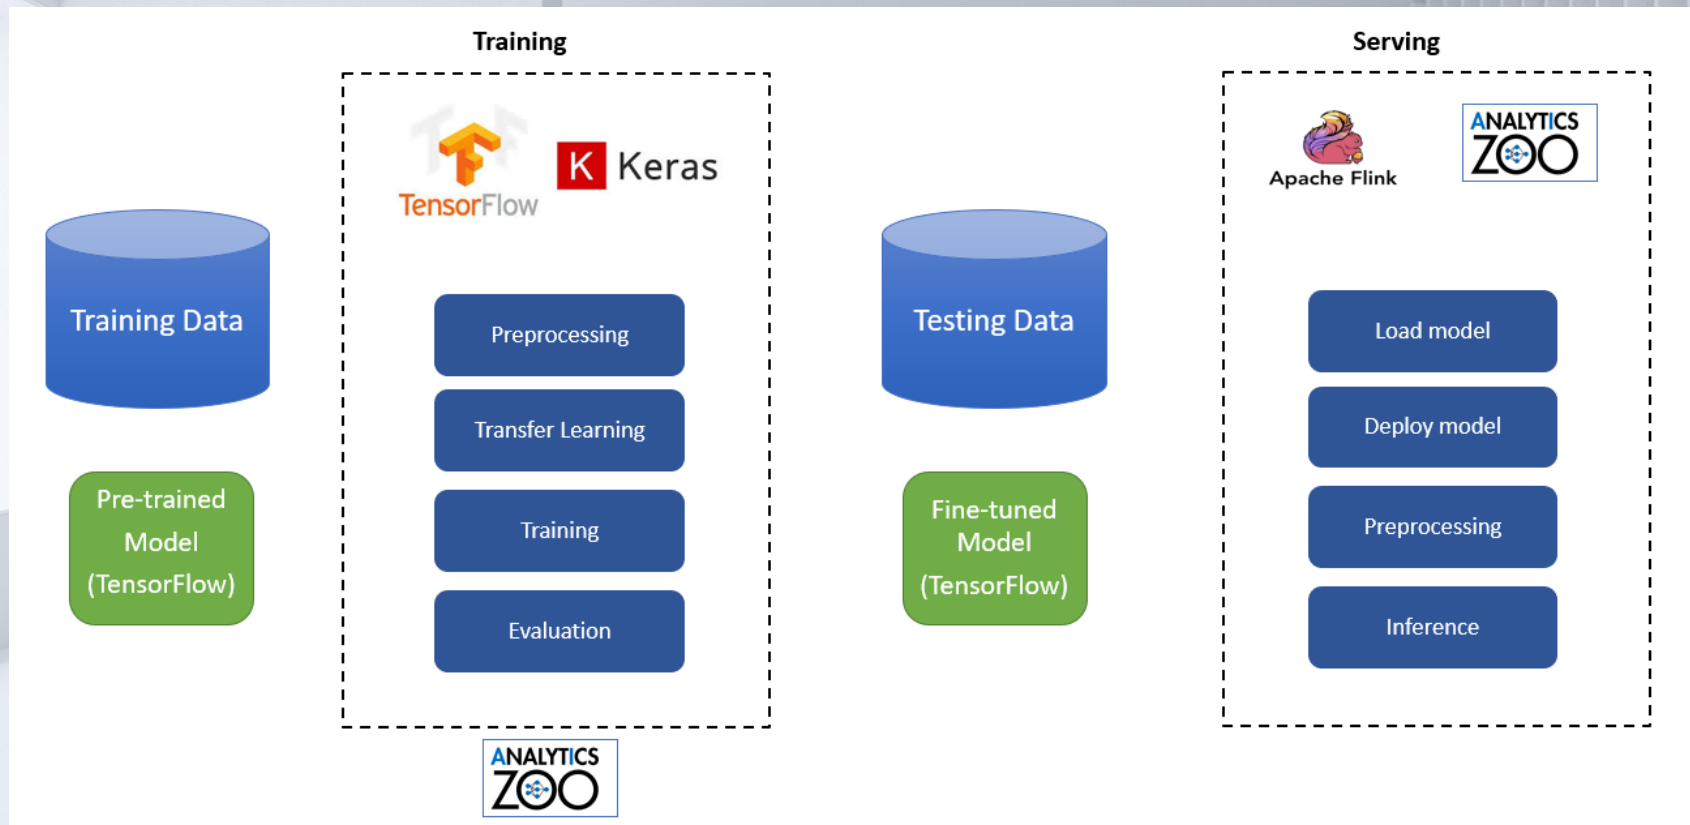 Training
TensorFlow
K Keras
Training Data
Preprocessing
Transfer Learning
Training
Evaluation
Pre-trained
Model
(TensorFlow)
ANALYTICS
ZOO
Serving
Apache Flink
ANALYTICS
ZOO
Testing Data
Load model
Deploy model
Preprocessing
Inference
Fine-tuned
Model
(TensorFlow)